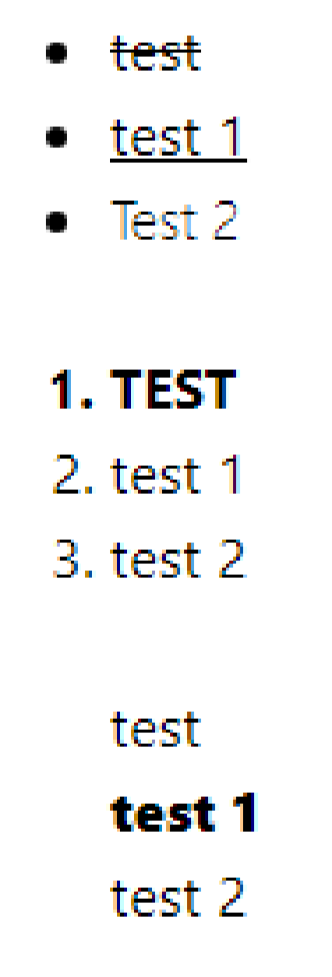 • test
• test 1
• Test 2
1. TEST
2. test 1
3. test 2
test
test 1
test 2